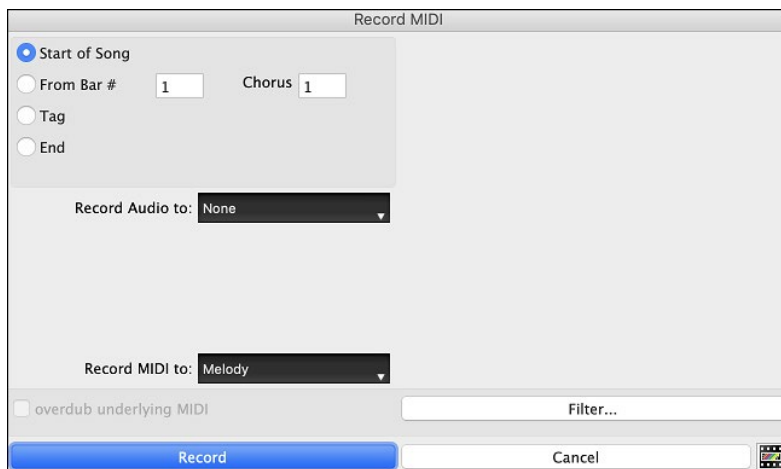 Record MIDI
Start of Song
From Bar # 1 Chorus 1
Tag
End
Record Audio to: None
Record MIDI to: Melody
overdub underlying MIDI Filter...
Record Cancel